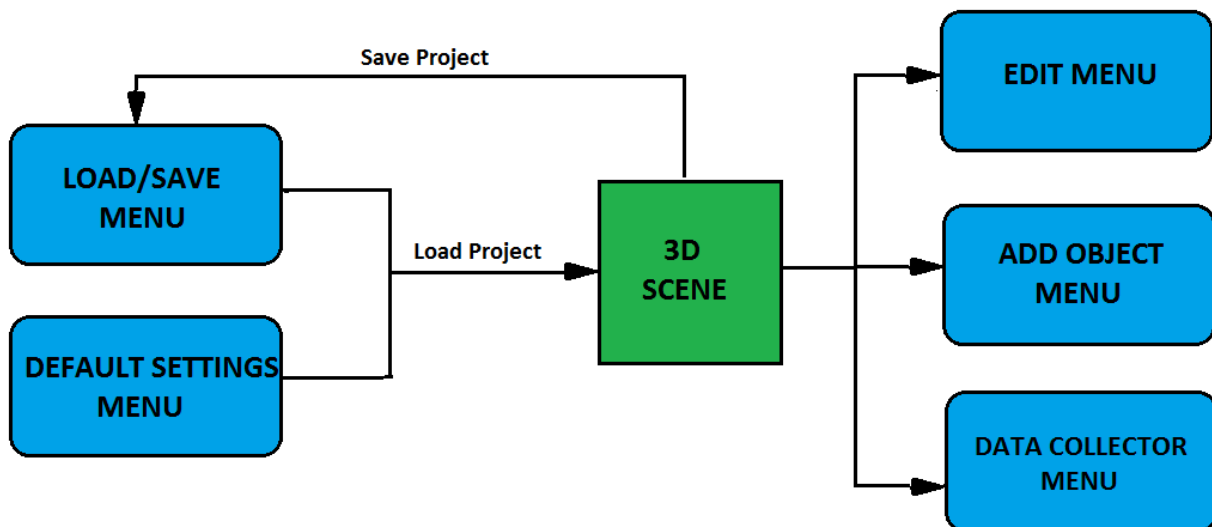 Save Project
EDIT MENU
LOAD/SAVE
MENU
Load Project
3D
SCENE
ADD OBJECT
MENU
DEFAULT SETTINGS
MENU
DATA COLLECTOR
MENU